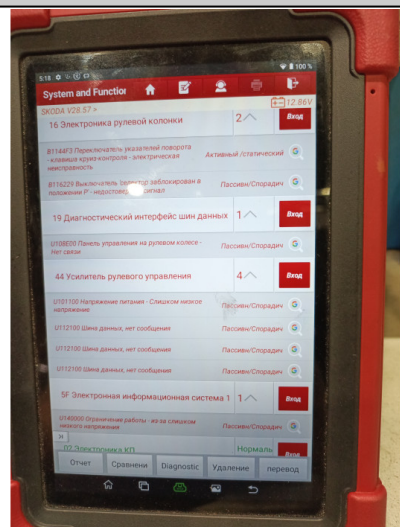 5:18
100 %
System and Function
SKODA V28.57 >
12.86V
16 Электроника рулевой колонки
2
Вход
B1144F3 Переключатель указателей поворота
- клавиша круиз-контроля - электрическая
неисправность
Активный /статический
B116229 Выключатель селектор заблокирован в
положении P' - недостоверный сигнал
Пассивн/Спорадич
19 Диагностический интерфейс шин данных
1
Вход
U108E00 Панель управления на рулевом колесе -
Нет связи
Пассивн/Спорадич
44 Усилитель рулевого управления
4
Вход
U101100 Напряжение питания - Слишком низкое
напряжение
Пассивн/Спорадич
U112100 Шина данных, нет сообщения
Пассивн/Спорадич
U112100 Шина данных, нет сообщения
Пассивн/Спорадич
U112100 Шина данных, нет сообщения
Пассивн/Спорадич
5F Электронная информационная система 1
1
Вход
U140000 Ограничение работы - из-за слишком
низкого напряжения
Пассивн/Спорадич
02 Электроника КП
Нормаль
Вход
Отчет
Сравнени
Diagnostic
Удаление
перевод